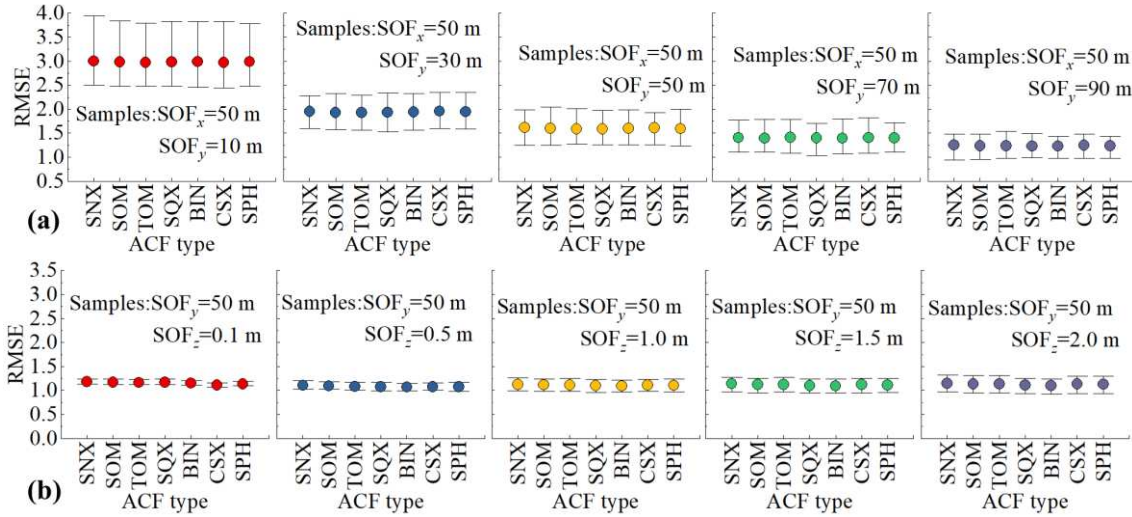 4.0
3.5
3.0
2.5
2.0
1.5
1.0
0.5
RMSE
Samples:SOFx=50 m
SOFy=10 m
Samples:SOFx=50 m
SOFy=30 m
Samples:SOFx=50 m
SOFy=50 m
Samples:SOFx=50 m
SOFy=70 m
Samples:SOFx=50 m
SOFy=90 m
SNX SOM TOM SQX BIN CSX SPH
SNX SOM TOM SQX BIN CSX SPH
SNX SOM TOM SQX BIN CSX SPH
SNX SOM TOM SQX BIN CSX SPH
SNX SOM TOM SQX BIN CSX SPH
(a)
ACF type
ACF type
ACF type
ACF type
ACF type
3.5
3.0
2.5
2.0
1.5
1.0
0.5
0.0
RMSE
Samples:SOFy=50 m
SOFz=0.1 m
Samples:SOFy=50 m
SOFz=0.5 m
Samples:SOFy=50 m
SOFz=1.0 m
Samples:SOFy=50 m
SOFz=1.5 m
Samples:SOFy=50 m
SOFz=2.0 m
SNX SOM TOM SQX BIN CSX SPH
SNX SOM TOM SQX BIN CSX SPH
SNX SOM TOM SQX BIN CSX SPH
SNX SOM TOM SQX BIN CSX SPH
SNX SOM TOM SQX BIN CSX SPH
(b)
ACF type
ACF type
ACF type
ACF type
ACF type